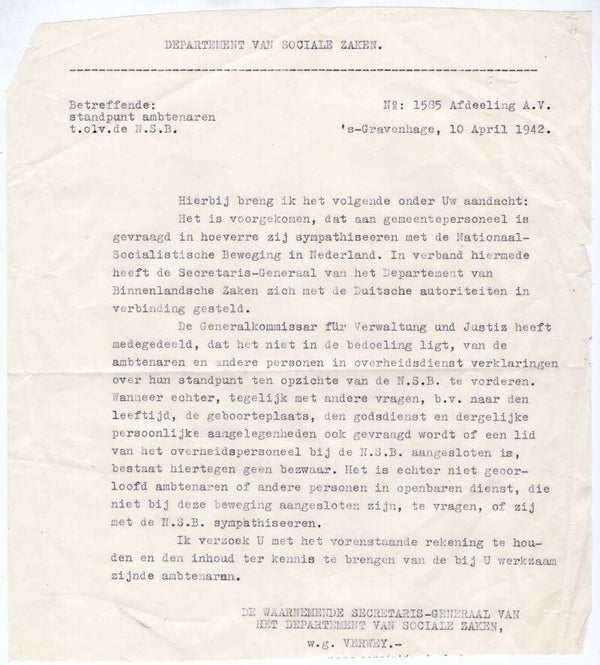 DEPARTEMENT VAN SOCIALE ZAKEN.
Betreffende:
standpunt ambtenaren
t.o1v.de N.S.B.
No: 1585 Afdeeling A.V.
's-Gravenhage, 10 April 1942.
Hierbij breng ik het volgende onder Uw aandacht:
Het is voorgekomen, dat aan gemeentepersoneel is
gevraagd in hoeverre zij sympathiseeren met de Nationaal-
Socialistische Beweging in Nederland. In verband hiermede
heeft de Secretaris-Generaal van het Departement van
Binnenlandsche Zaken zich met de Duitsche autoriteiten in
verbinding gesteld.
De Generalkommissar für Verwaltung und Justiz heeft
medegedeeld, dat het niet in de bedoeling ligt, van de
ambtenaren en andere personen in overheidsdienst verklaringen
over hun standpunt ten opzichte van de N.S.B. te vorderen.
Wanneer echter, tegelijk met andere vragen, b.v. naar den
leeftijd, de geboorteplaats, den godsdienst en dergelijke
persoonlijke aangelegenheden ook gevrangd wordt of een lid
van het overheidspersoneel bij de N.S.B. aangesloten is,
bestaat hiertegen geen bezwaar. Het is echter niet geoor-
loofd ambtenaren of andere personen in openbaren dienst, die
niet bij deze beweging aangesloten zijn, te vragen, of zij
met de N.S.B. sympathiseeren.
Ik verzoek U met het vorenstaande rekening te hou-
den en den inhoud ter kennis te brengen van de bij U werkzaam
zijnde ambtenaran.
DE WAARNEMENDE SECRETARIS-GENERAAL VAN
HET DEPARTEMENT VAN SOCIALE ZAKEN,
w.g. VERWEY.-